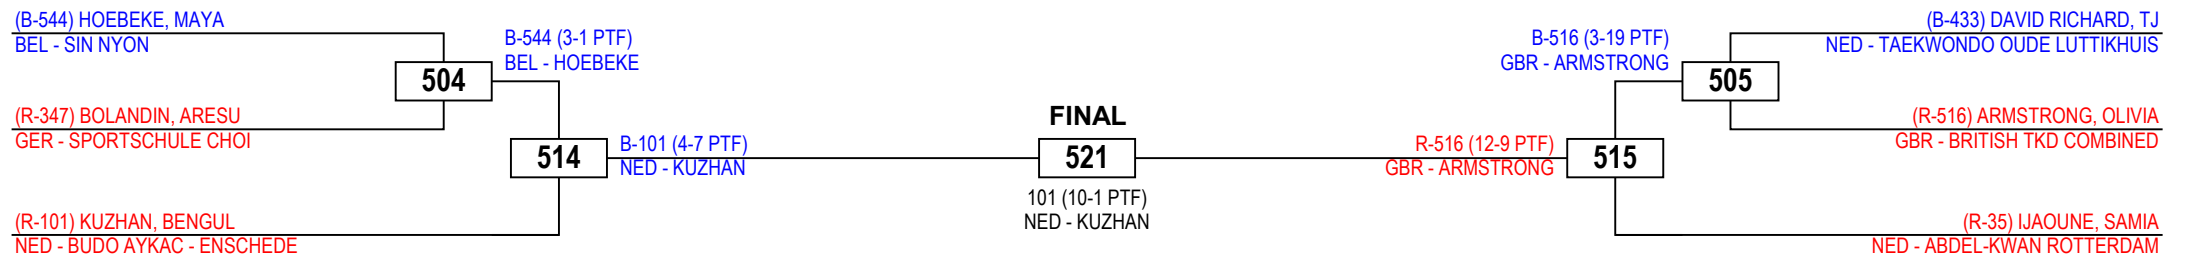 (B-544) HOEBEKE, MAYA
BEL - SIN NYON
504
(R-347) BOLANDIN, ARESU
GER - SPORTSCHULE CHOI
B-544 (3-1 PTF)
BEL - HOEBEKE
514
(R-101) KUZHAN, BENGUL
NED - BUDO AYKAC - ENSCHEDE
B-101 (4-7 PTF)
NED - KUZHAN
FINAL
521
101 (10-1 PTF)
NED - KUZHAN
R-516 (12-9 PTF)
GBR - ARMSTRONG
515
B-516 (3-19 PTF)
GBR - ARMSTRONG
505
(B-433) DAVID RICHARD, TJ
NED - TAEKWONDO OUDE LUTTIKHUIS
(R-516) ARMSTRONG, OLIVIA
GBR - BRITISH TKD COMBINED
(R-35) IJAOUNE, SAMIA
NED - ABDEL-KWAN ROTTERDAM